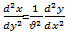 d²x/dy² = 1/ϑ² d²y/dx²